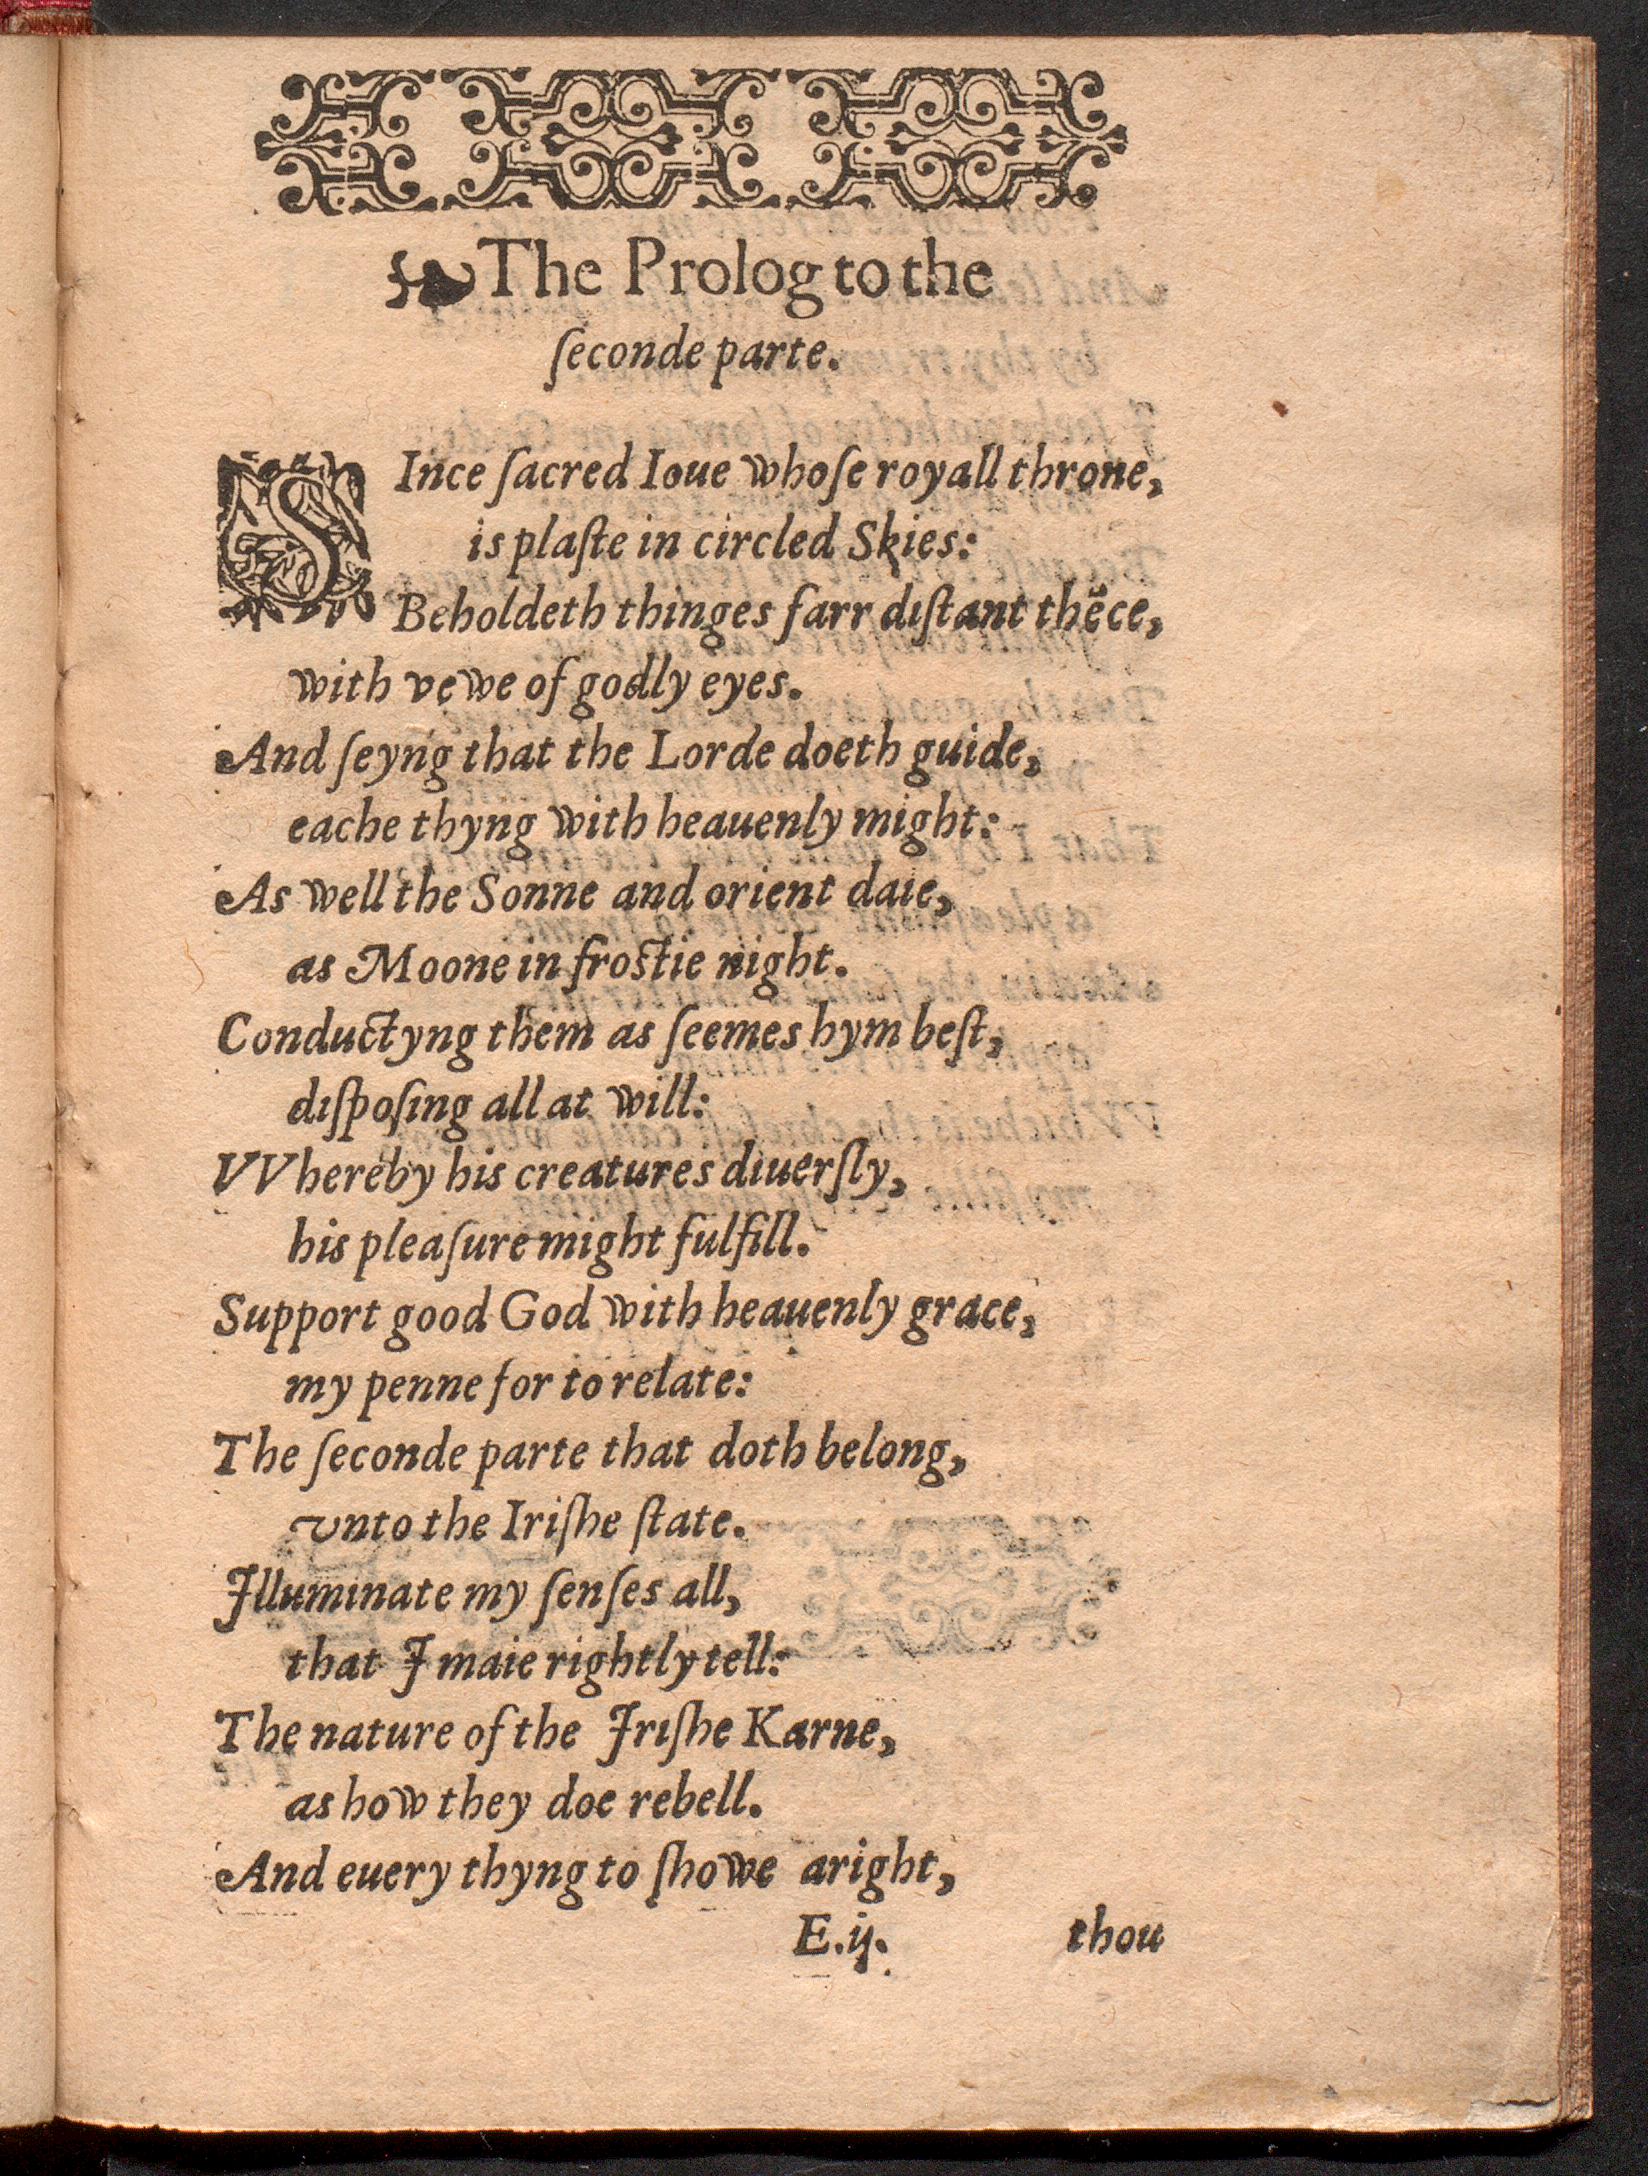 The Prolog to the
ſeconde parte.
SInce ſacred Ioue whoſe royall throne,
is plaſte in circled Skies:
Beholdeth thinges farr diſtant thēce,
with vewe of godly eyes.
And ſeyng that the Lorde doeth guide,
eache thyng with heauenly might:
As well the Sonne and orient daie,
as Moone in froſtie night.
Conductyng them as ſeemes hym beſt,
diſpoſing all at will:
VVhereby his creatures diuerſly,
his pleaſure might fulfill.
Support good God with heauenly grace,
my penne for to relate:
The ſeconde parte that doth belong,
vnto the Iriſhe ſtate.
Illuminate my ſenſes all,
that I maie rightly tell:
The nature of the Iriſhe Karne,
as how they doe rebell.
And euery thyng to ſhowe aright,
E.ij. thou